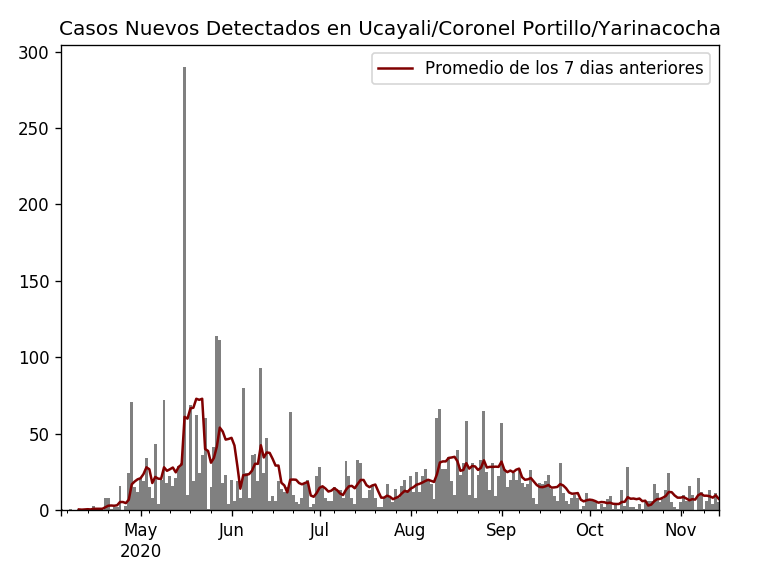 Casos Nuevos Detectados en Ucayali/Coronel Portillo/Yarinacocha
Promedio de los 7 dias anteriores
300
250
200
150
100
50
0
May Jun Jul Aug Sep Oct Nov
2020